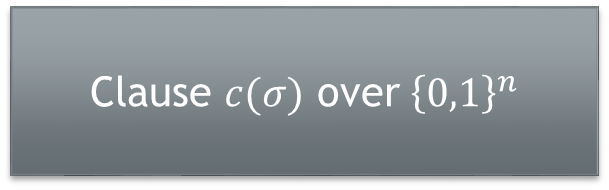 Clause 𝑐(𝜎) over {0,1}ⁿ